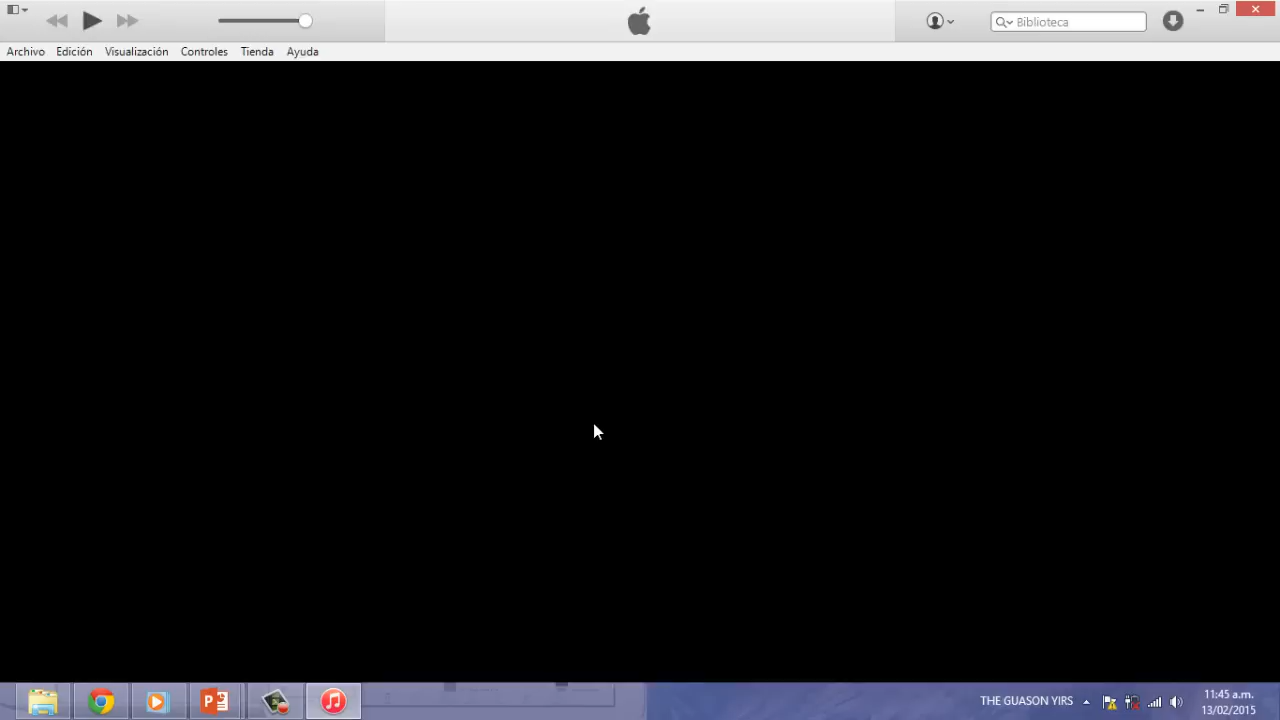 Biblioteca
Archivo Edición Visualización Controles Tienda Ayuda
THE GUASON YIRS
11:45 a.m.
13/02/2015